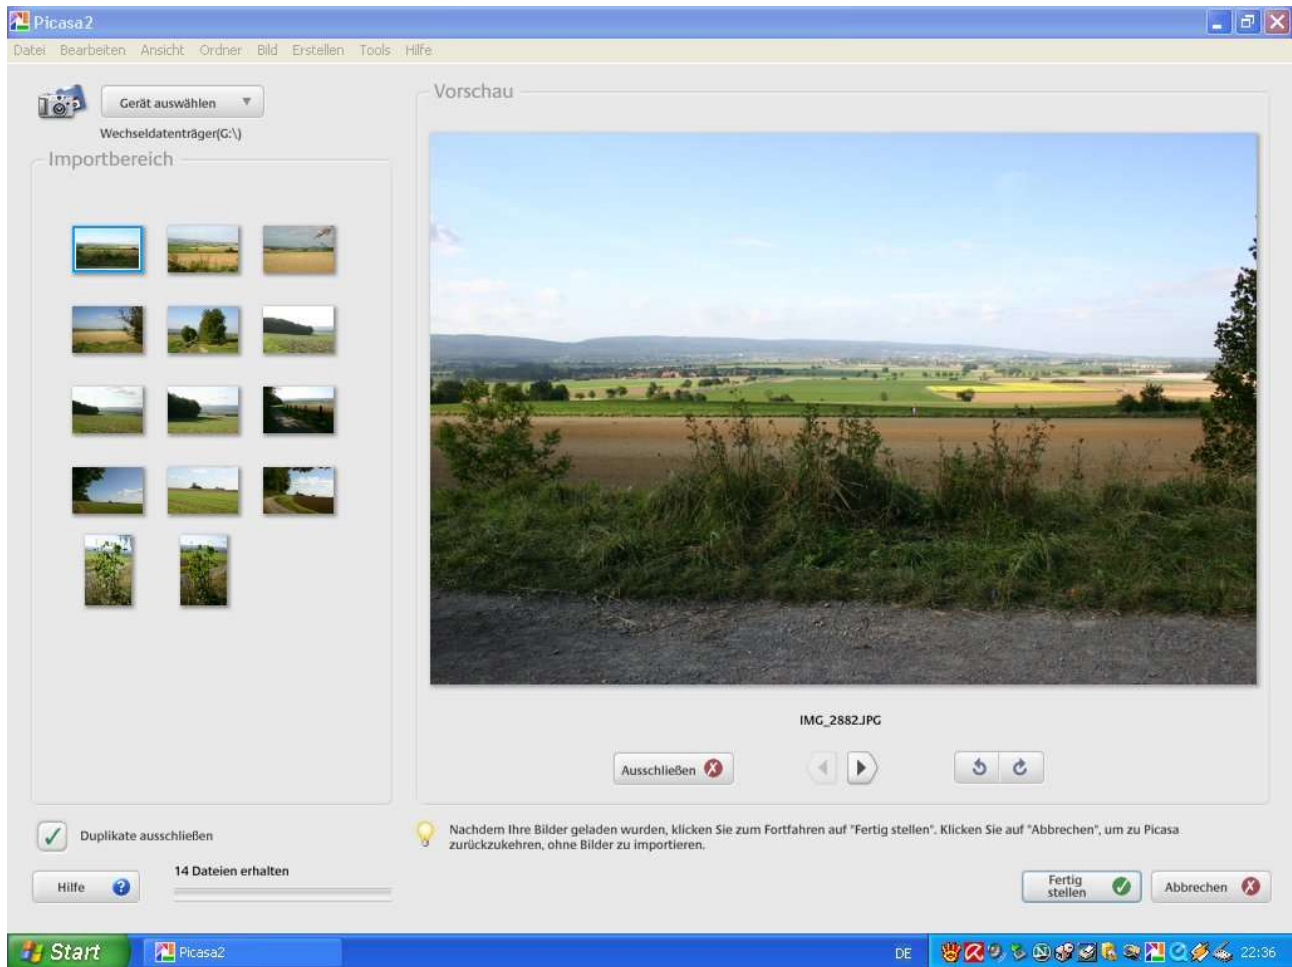 Picasa2
Datei Bearbeiten Ansicht Ordner Bild Erstellen Tools Hilfe
Gerät auswählen
Wechseldatenträger(G:\)
Importbereich
Vorschau
IMG_2882.JPG
Ausschließen
Duplikate ausschließen
Nachdem Ihre Bilder geladen wurden, klicken Sie zum Fortfahren auf "Fertig stellen". Klicken Sie auf "Abbrechen", um zu Picasa
zurückzukehren, ohne Bilder zu importieren.
14 Dateien erhalten
Hilfe
Fertig
stellen
Abbrechen
Start
Picasa2
DE
22:36